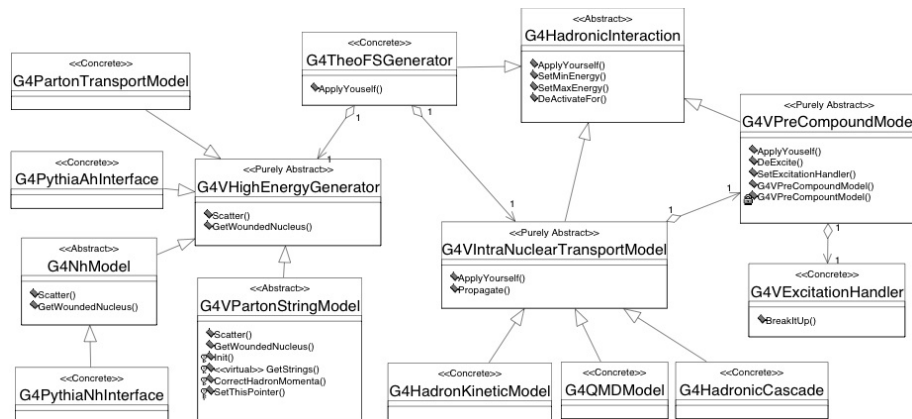 <<Abstract>>
G4HadronicInteraction
ApplyYourself()
SetMinEnergy()
SetMaxEnergy()
DeActivateFor()
<<Concrete>>
G4TheoFSGenerator
ApplyYouself()
<<Concrete>>
G4PartonTransportModel
<<Purely Abstract>>
G4VPreCompoundModel
ApplyYouself()
DeExcite()
SetExcitationHandler()
G4VPreCompoundModel()
G4VPreCompountModel()
1
1
1
1
<<Concrete>>
G4PythiaAhInterface
<<Purely Abstract>>
G4VHighEnergyGenerator
Scatter()
GetWoundedNucleus()
1
1
1
1
<<Purely Abstract>>
G4VIntraNuclearTransportModel
ApplyYourself()
Propagate()
<<Abstract>>
G4NhModel
Scatter()
GetWoundedNucleus()
<<Concrete>>
G4VExcitationHandler
BreakItUp()
<<Abstract>>
G4VPartonStringModel
Scatter()
GetWoundedNucleus()
Init()
<<virtual>> GetStrings()
CorrectHadronMomenta()
SetThisPointer()
<<Concrete>>
G4PythiaNhInterface
<<Concrete>>
G4HadronKineticModel
<<Concrete>>
G4QMDModel
<<Concrete>>
G4HadronicCascade